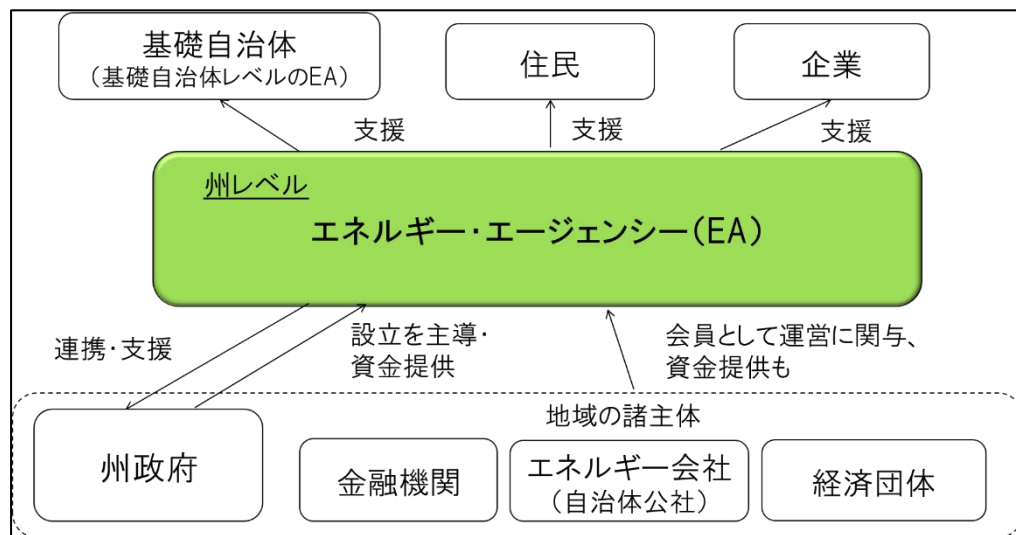 基礎自治体
（基礎自治体レベルのEA）
住民
企業
支援
支援
支援
州レベル
エネルギー・エージェンシー（EA）
連携・支援
設立を主導・
資金提供
会員として運営に関与、
資金提供も
地域の諸主体
州政府
金融機関
エネルギー会社
（自治体公社）
経済団体